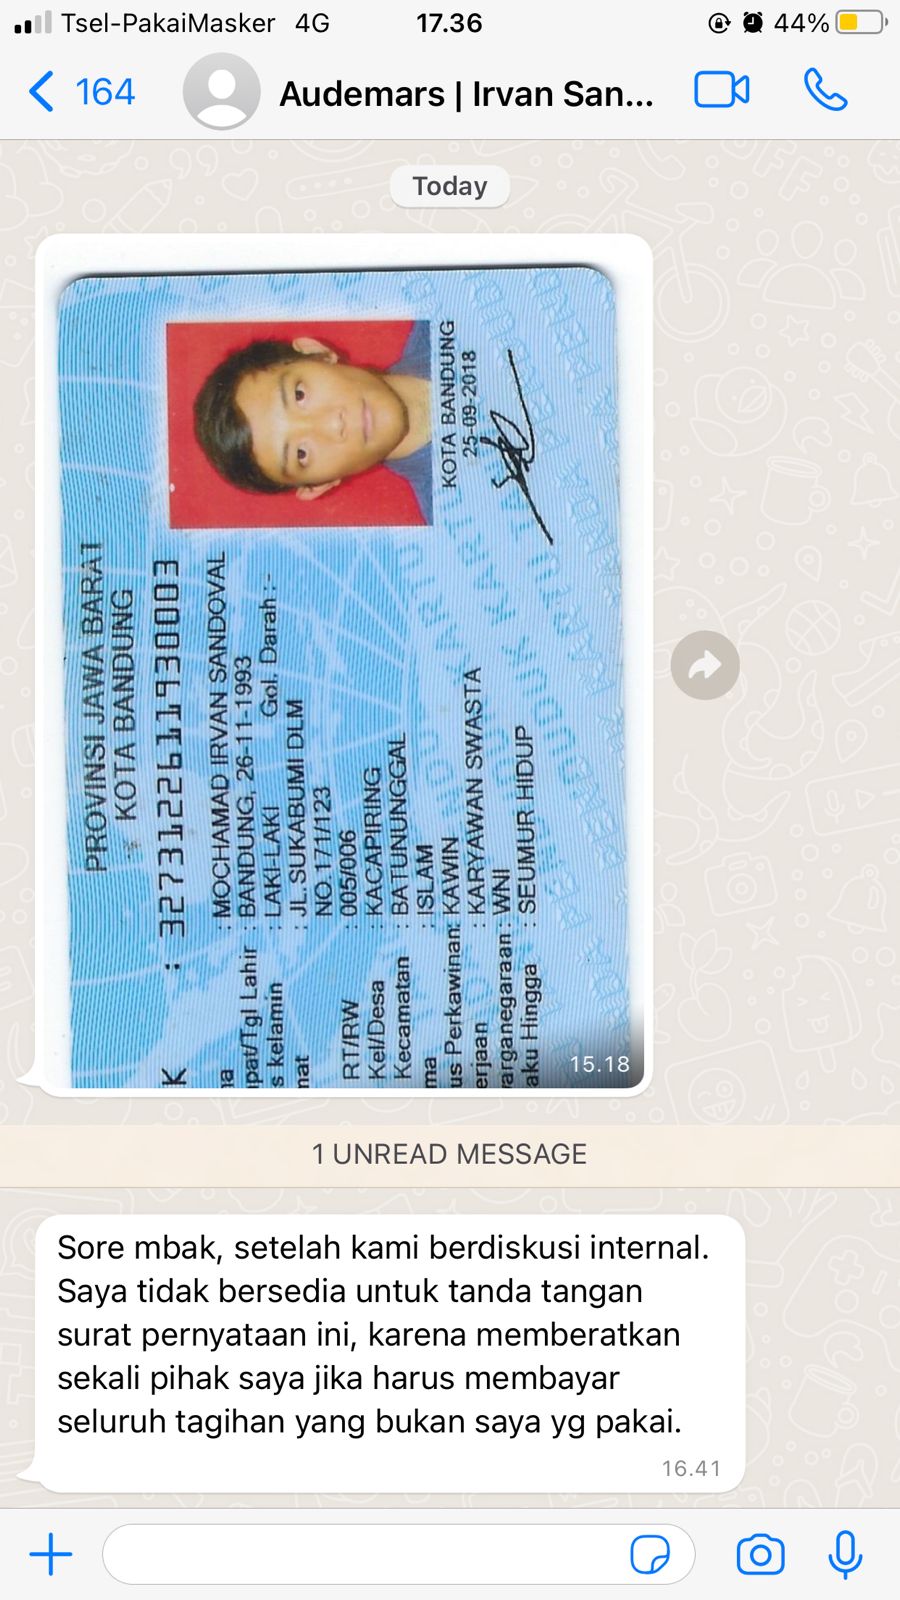 Tsel-PakaiMasker 4G 17.36 44%
164 Audemars | Irvan San...
Today
PROVINSI JAWA BARAT
KOTA BANDUNG
K : 3273122611930003
na : MOCHAMAD IRVAN SANDOVAL
pat/Tgl Lahir : BANDUNG, 26-11-1993
s kelamin : LAKI-LAKI Gol. Darah : -
mat : JL.SUKABUMI DLM
NO.171/123
RT/RW : 005/006
Kel/Desa : KACAPIRING
Kecamatan : BATUNUNGGAL
ma : ISLAM
us Perkawinan: KAWIN
erjaan : KARYAWAN SWASTA
arganegaraan : WNI
aku Hingga : SEUMUR HIDUP
KOTA BANDUNG
25-09-2018
15.18
1 UNREAD MESSAGE
Sore mbak, setelah kami berdiskusi internal.
Saya tidak bersedia untuk tanda tangan
surat pernyataan ini, karena memberatkan
sekali pihak saya jika harus membayar
seluruh tagihan yang bukan saya yg pakai.
16.41